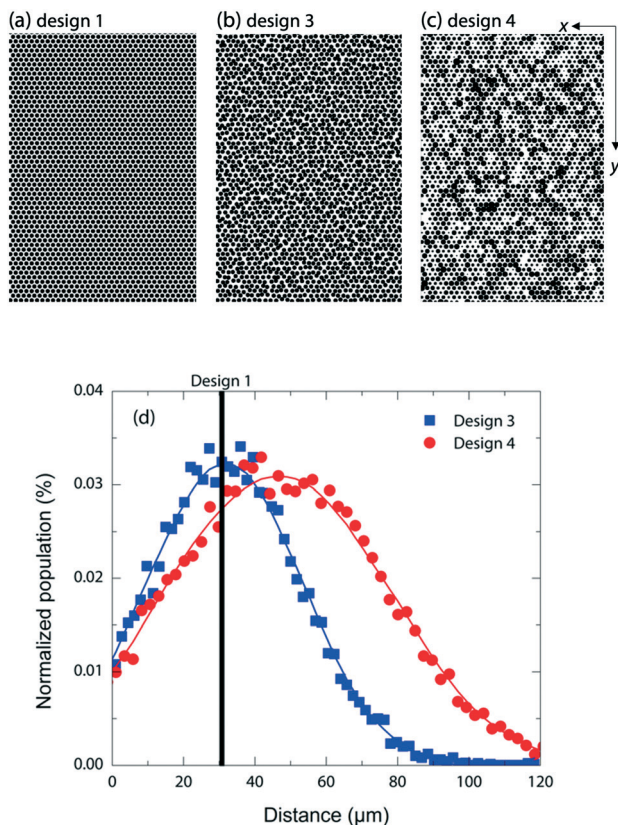 (a) design 1 (b) design 3 (c) design 4
x
y
Design 1
(d)
Design 3
Design 4
0.04
0.03
0.02
0.01
0.00
Normalized population (%)
0 20 40 60 80 100 120
Distance (μm)